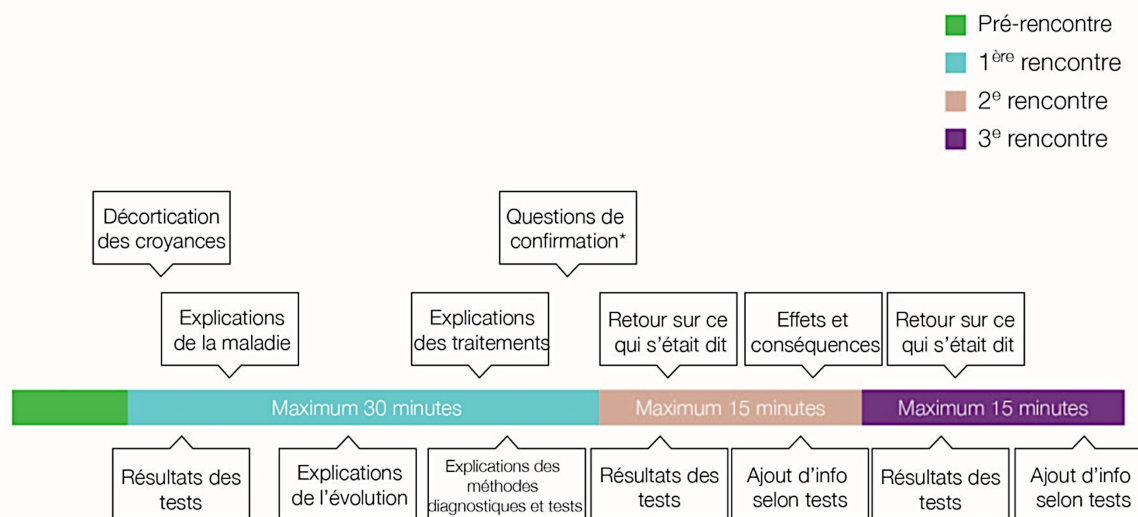 Pré-rencontre
1ère rencontre
2e rencontre
3e rencontre
Décortication
des croyances
Questions de
confirmation*
Explications
de la maladie
Explications
des traitements
Retour sur ce
qui s'était dit
Effets et
conséquences
Retour sur ce
qui s'était dit
Maximum 30 minutes
Maximum 15 minutes
Maximum 15 minutes
Résultats des
tests
Explications
de l'évolution
Explications des
méthodes
diagnostiques et tests
Résultats des
tests
Ajout d'info
selon tests
Résultats des
tests
Ajout d'info
selon tests